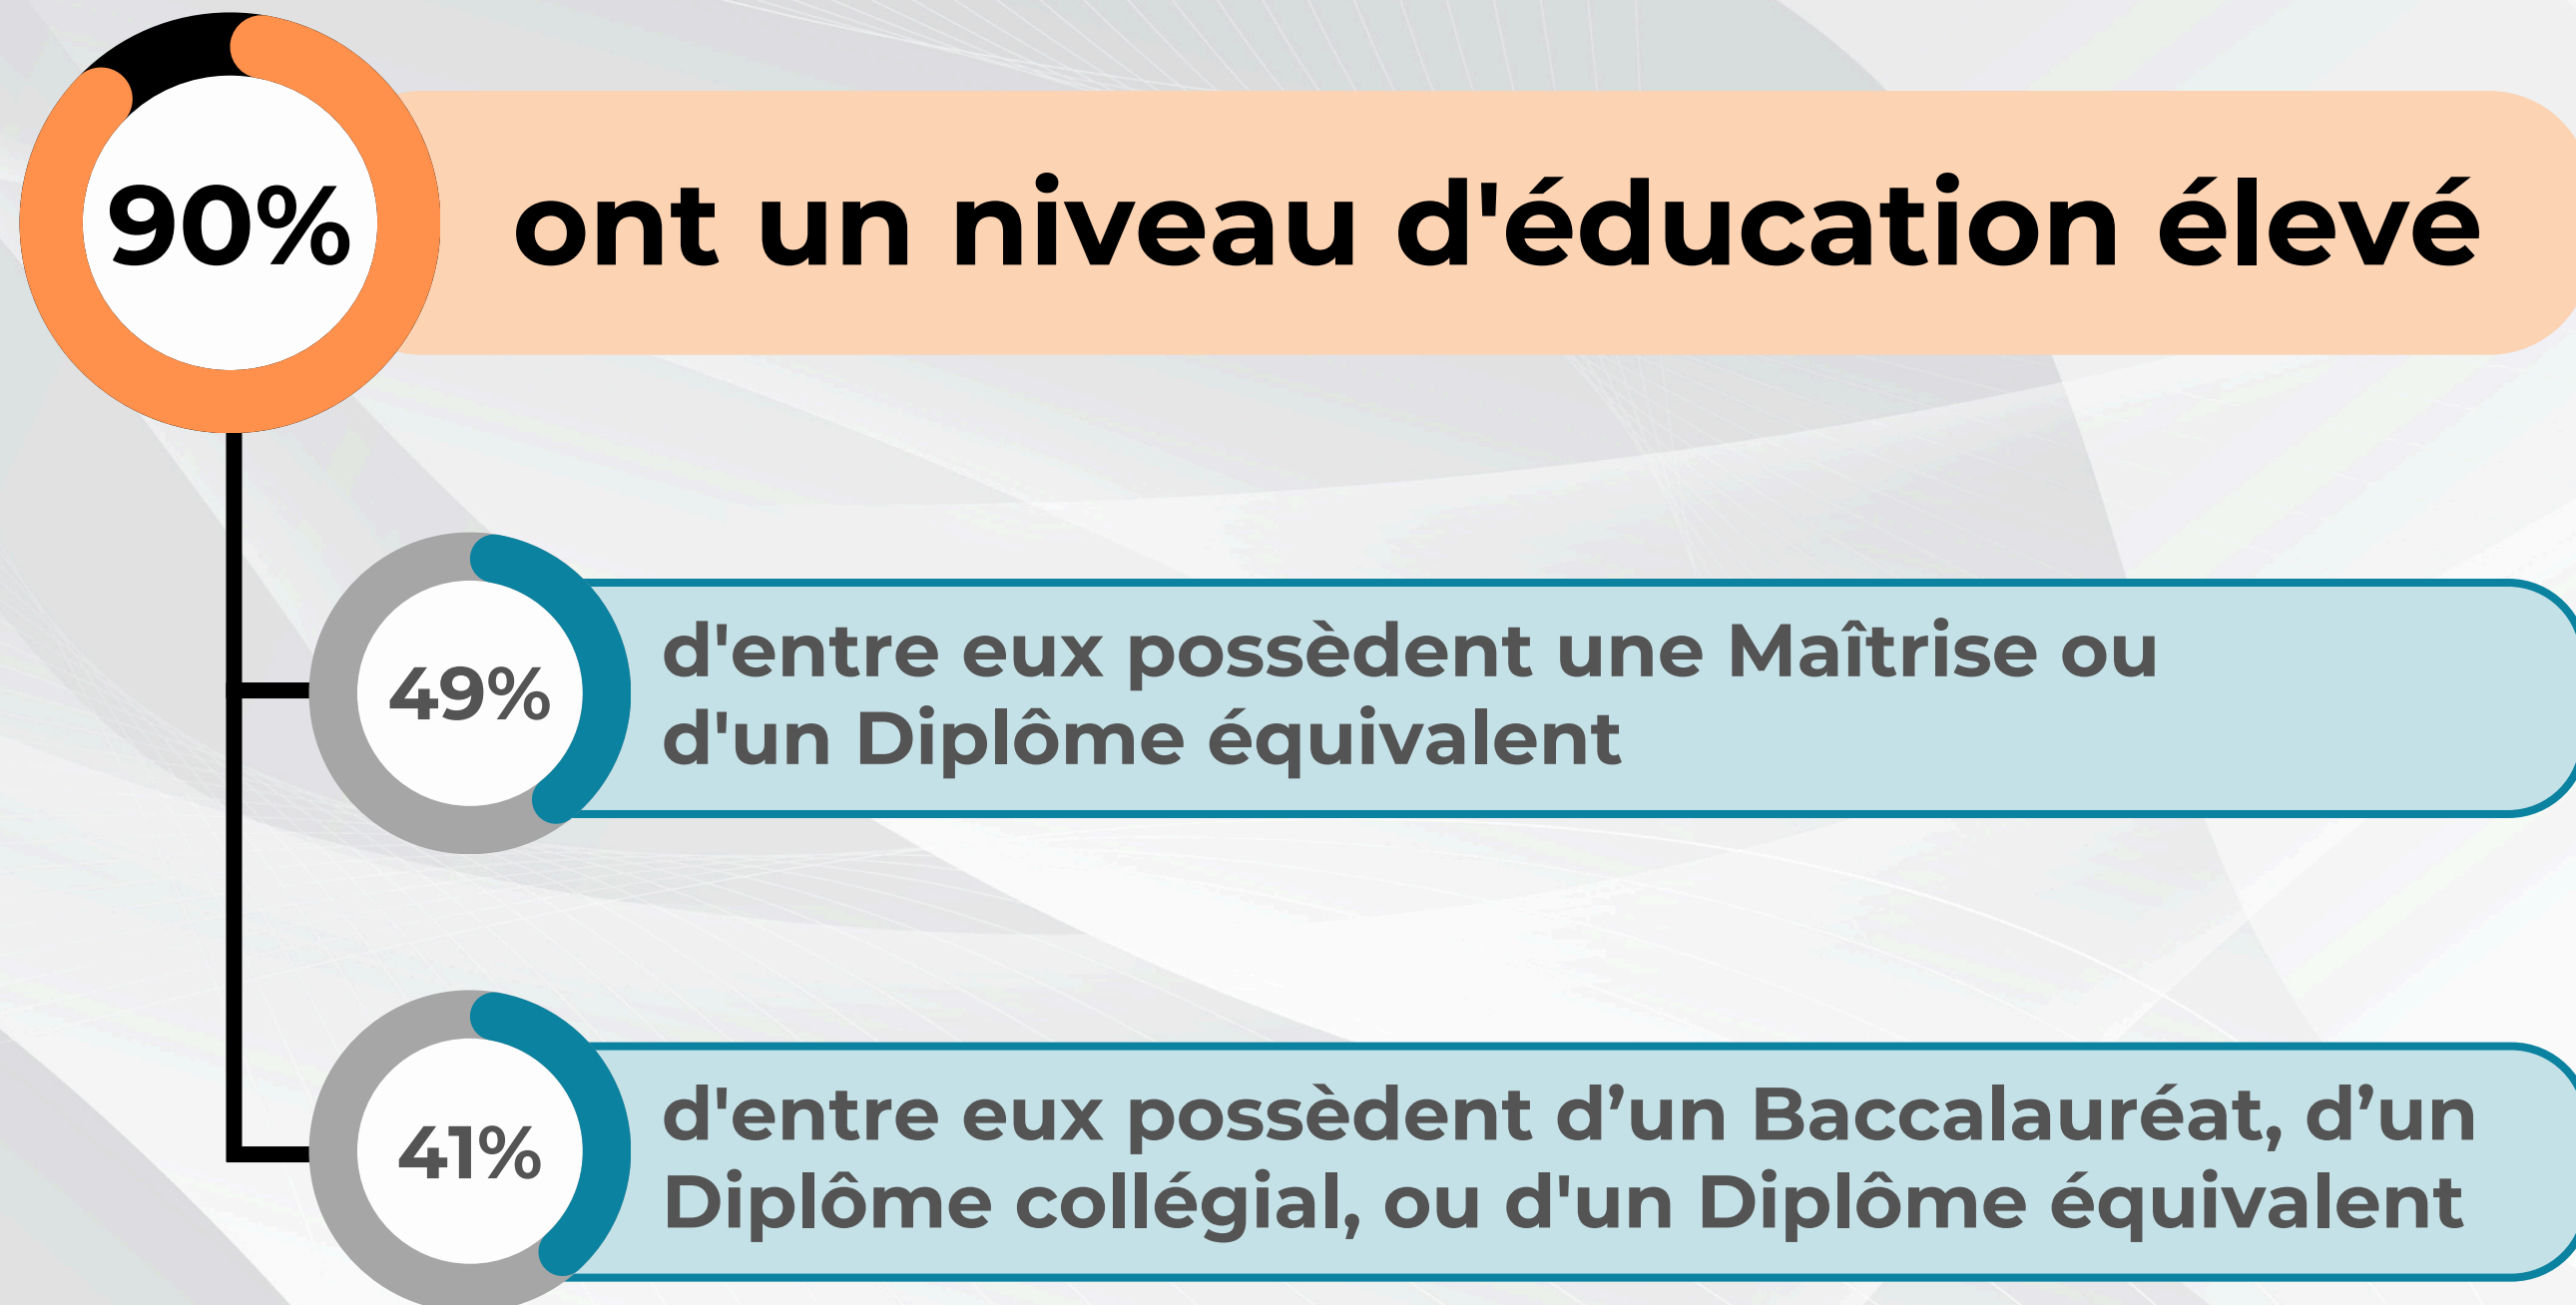 90%
ont un niveau d'éducation élevé
49%
d'entre eux possèdent une Maîtrise ou
d'un Diplôme équivalent
41%
d'entre eux possèdent d’un Baccalauréat, d’un
Diplôme collégial, ou d'un Diplôme équivalent